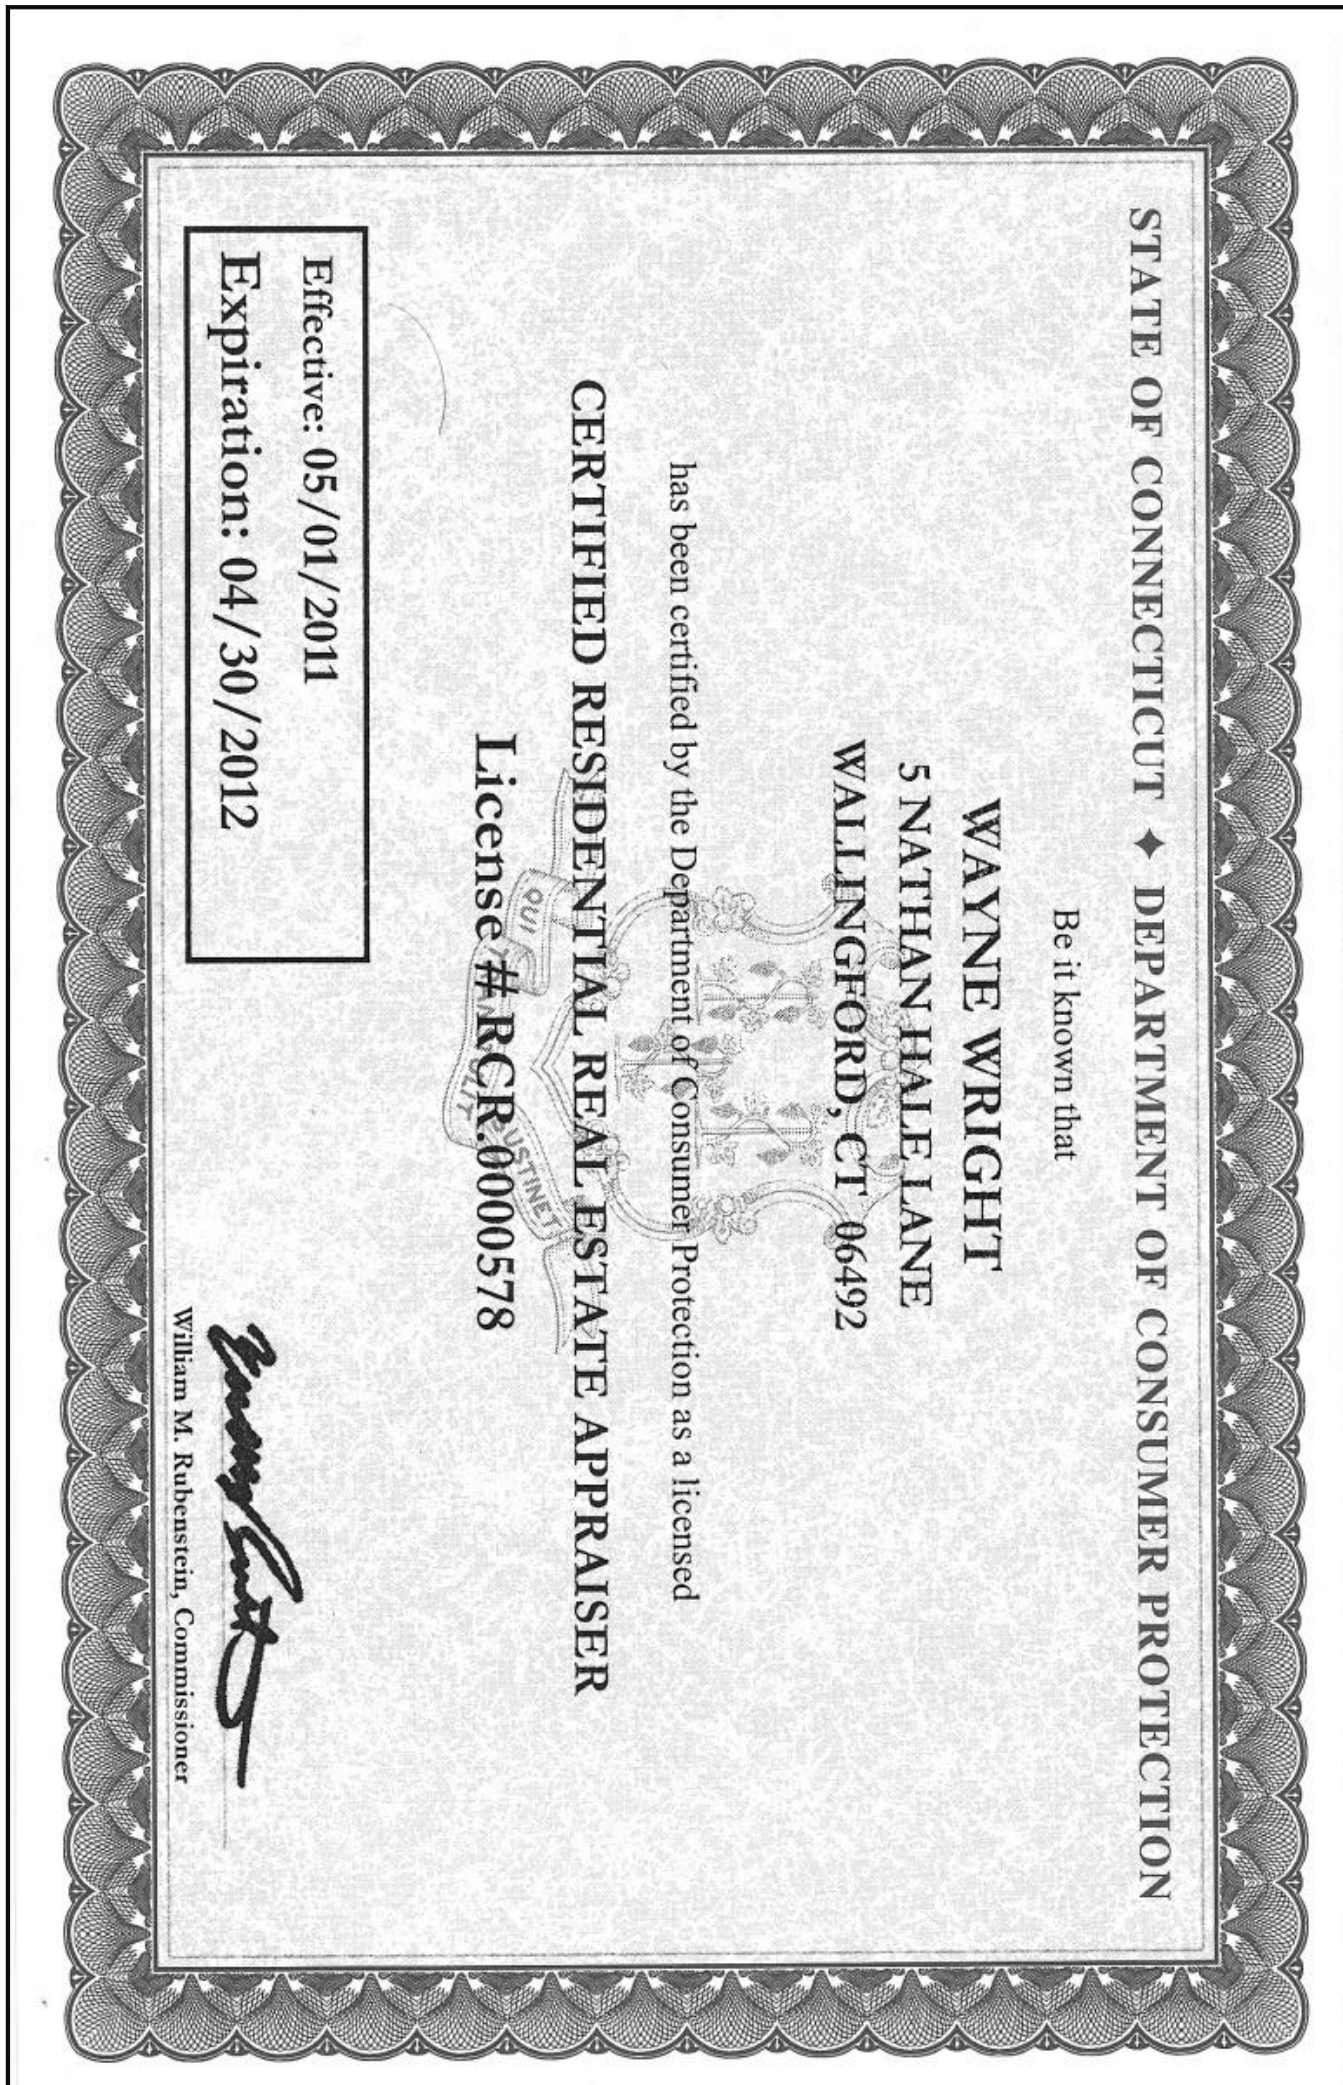 STATE OF CONNECTICUT ✦ DEPARTMENT OF CONSUMER PROTECTION
Be it known that
WAYNE WRIGHT
5 NATHAN HALE LANE
WALLINGFORD, CT 06492
has been certified by the Department of Consumer Protection as a licensed
CERTIFIED RESIDENTIAL REAL ESTATE APPRAISER
License # RCR.0000578
QUI SUSTINET
Effective: 05/01/2011
Expiration: 04/30/2012
William M. Rubenstein, Commissioner